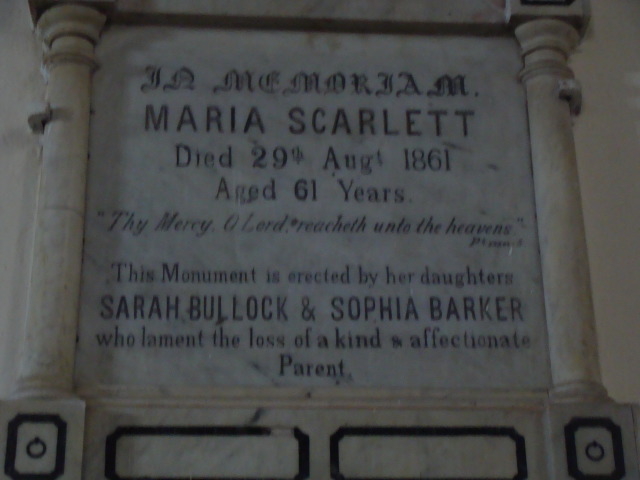 IN MEMORIAM.
MARIA SCARLETT
Died 29th Augt 1861
Aged 61 Years.
"Thy Mercy, O Lord, reacheth unto the heavens"
This Monument is erected by her daughters
SARAH BULLOCK & SOPHIA BARKER
who lament the loss of a kind & affectionate
Parent.